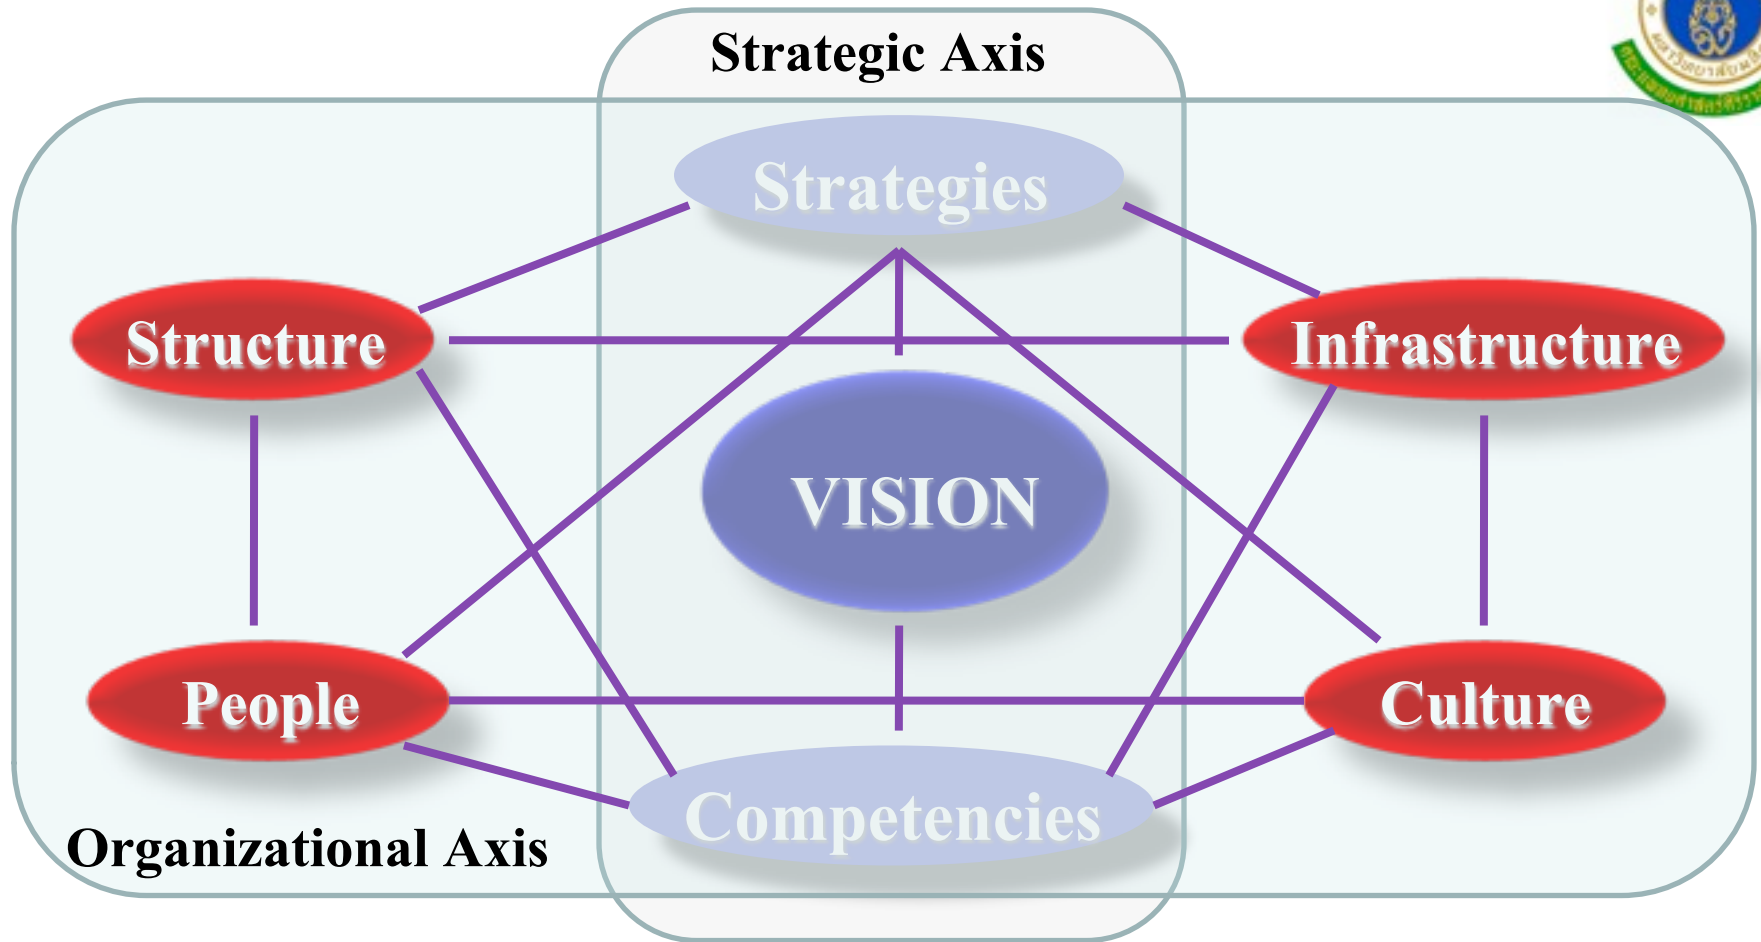 Strategic Axis
Strategies
Structure
Infrastructure
VISION
People
Culture
Competencies
Organizational Axis